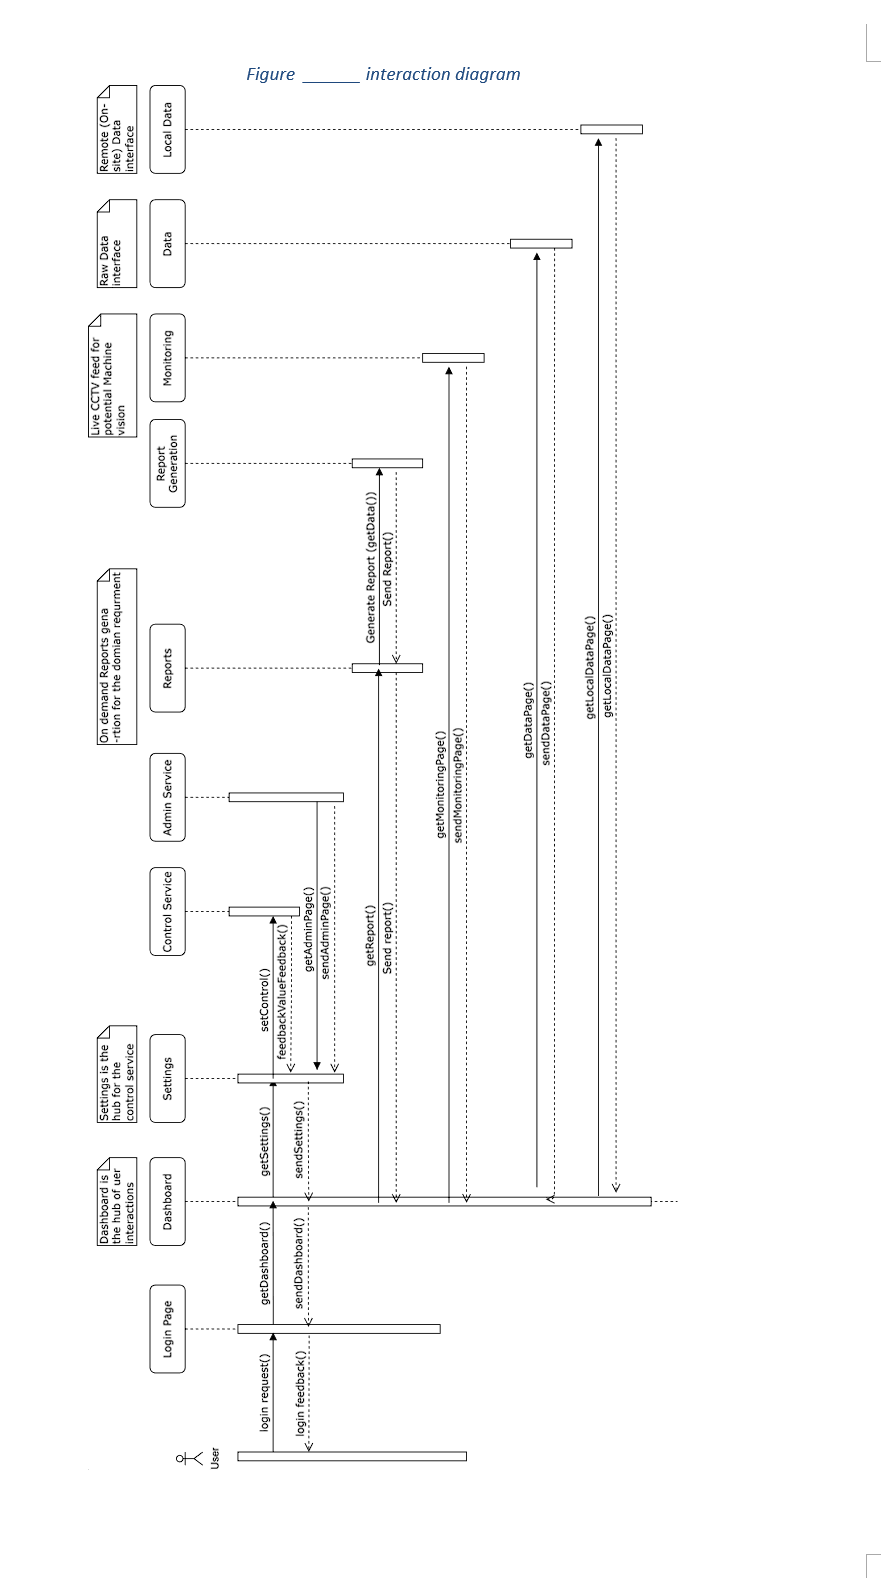 Figure ______ interaction diagram
User
Login Page
Dashboard is
the hub of uer
interactions
Dashboard
Settings is the
hub for the
control service
Settings
Control Service
Admin Service
On demand Reports gena
-rtion for the domian requrment
Reports
Report
Generation
Live CCTV feed for
potential Machine
vision
Monitoring
Raw Data
interface
Data
Remote (On-
site) Data
interface
Local Data
login request()
login feedback()
getDashboard()
sendDashboard()
getSettings()
sendSettings()
setControl()
feedbackValueFeedback()
getAdminPage()
sendAdminPage()
getReport()
Send report()
Generate Report (getData())
Send Report()
getMonitoringPage()
sendMonitoringPage()
getDataPage()
sendDataPage()
getLocalDataPage()
getLocalDataPage()